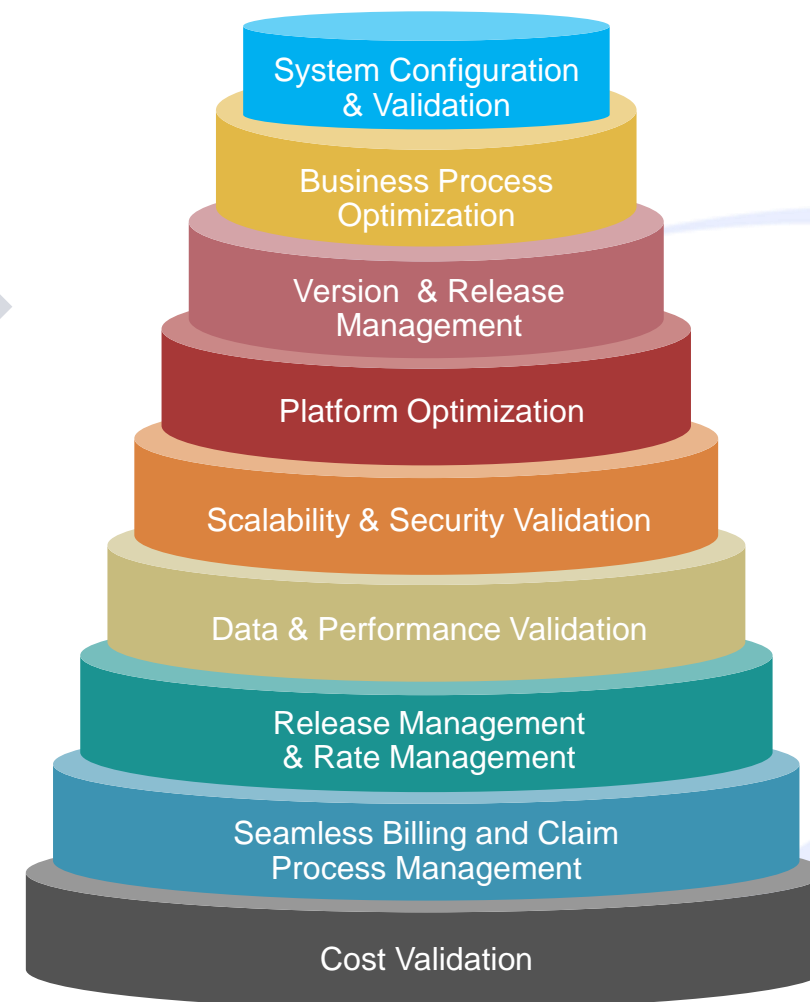 System Configuration
& Validation
Business Process
Optimization
Version  & Release
Management
Platform Optimization
Scalability & Security Validation
Data & Performance Validation
Release Management
& Rate Management
Seamless Billing and Claim
Process Management
Cost Validation